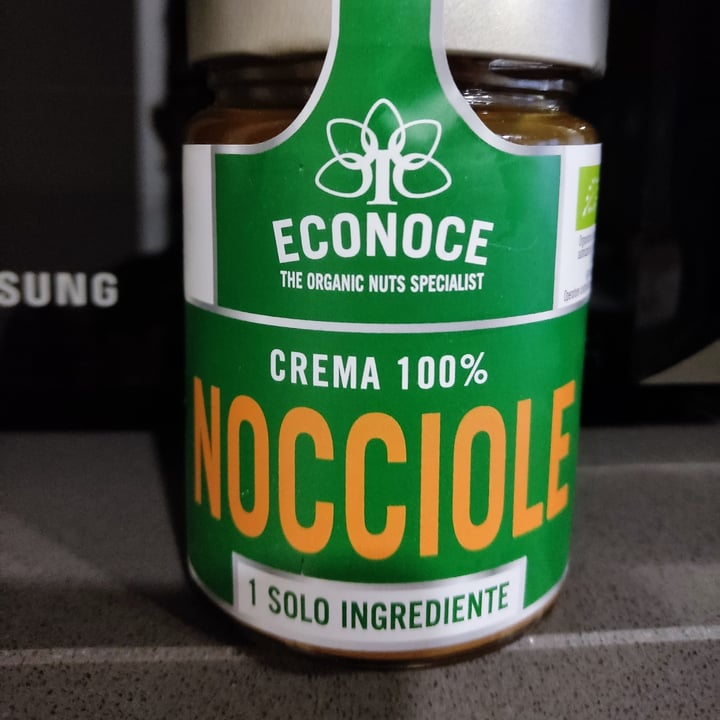 ECONOCE
THE ORGANIC NUTS SPECIALIST
SUNG
CREMA 100%
NOCCIOLE
1 SOLO INGREDIENTE